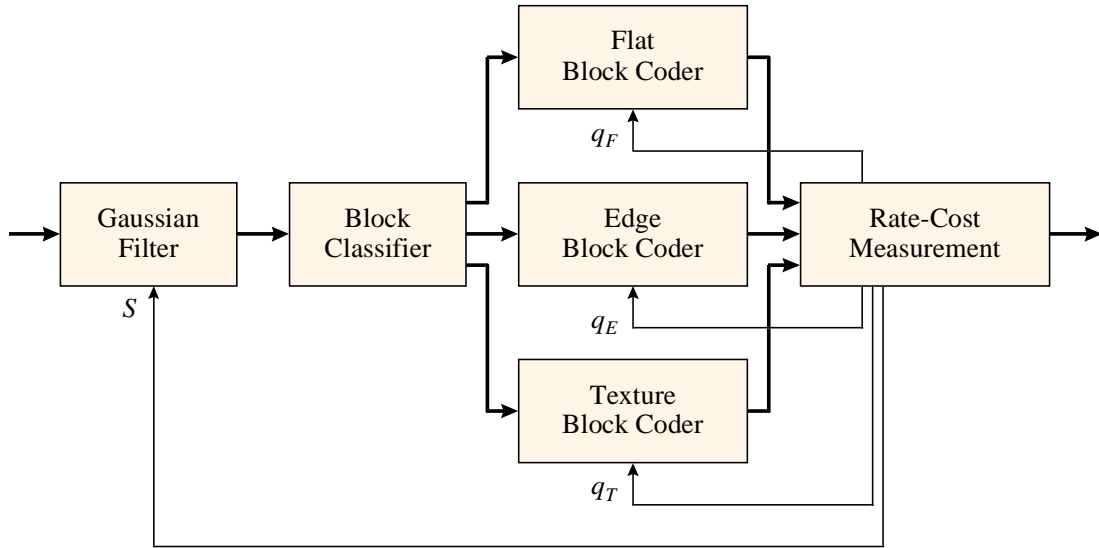 Flat
Block Coder
q_F
Gaussian
Filter
Block
Classifier
Edge
Block Coder
Rate-Cost
Measurement
S
q_E
Texture
Block Coder
q_T